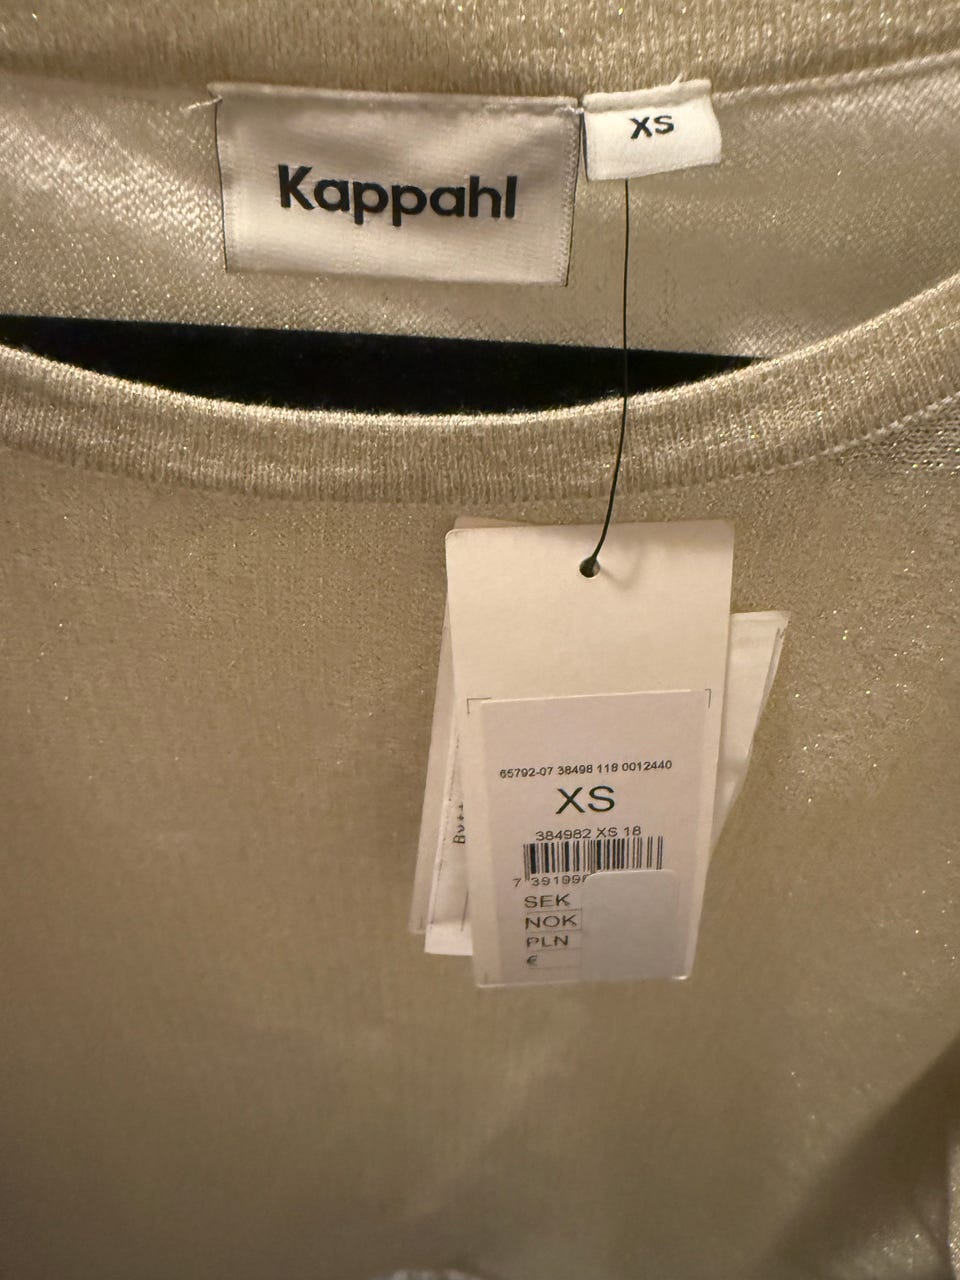 Kappahl
XS
65792-07 38498 118 0012440
XS
384982 XS 18
SEK
NOK
PLN
€